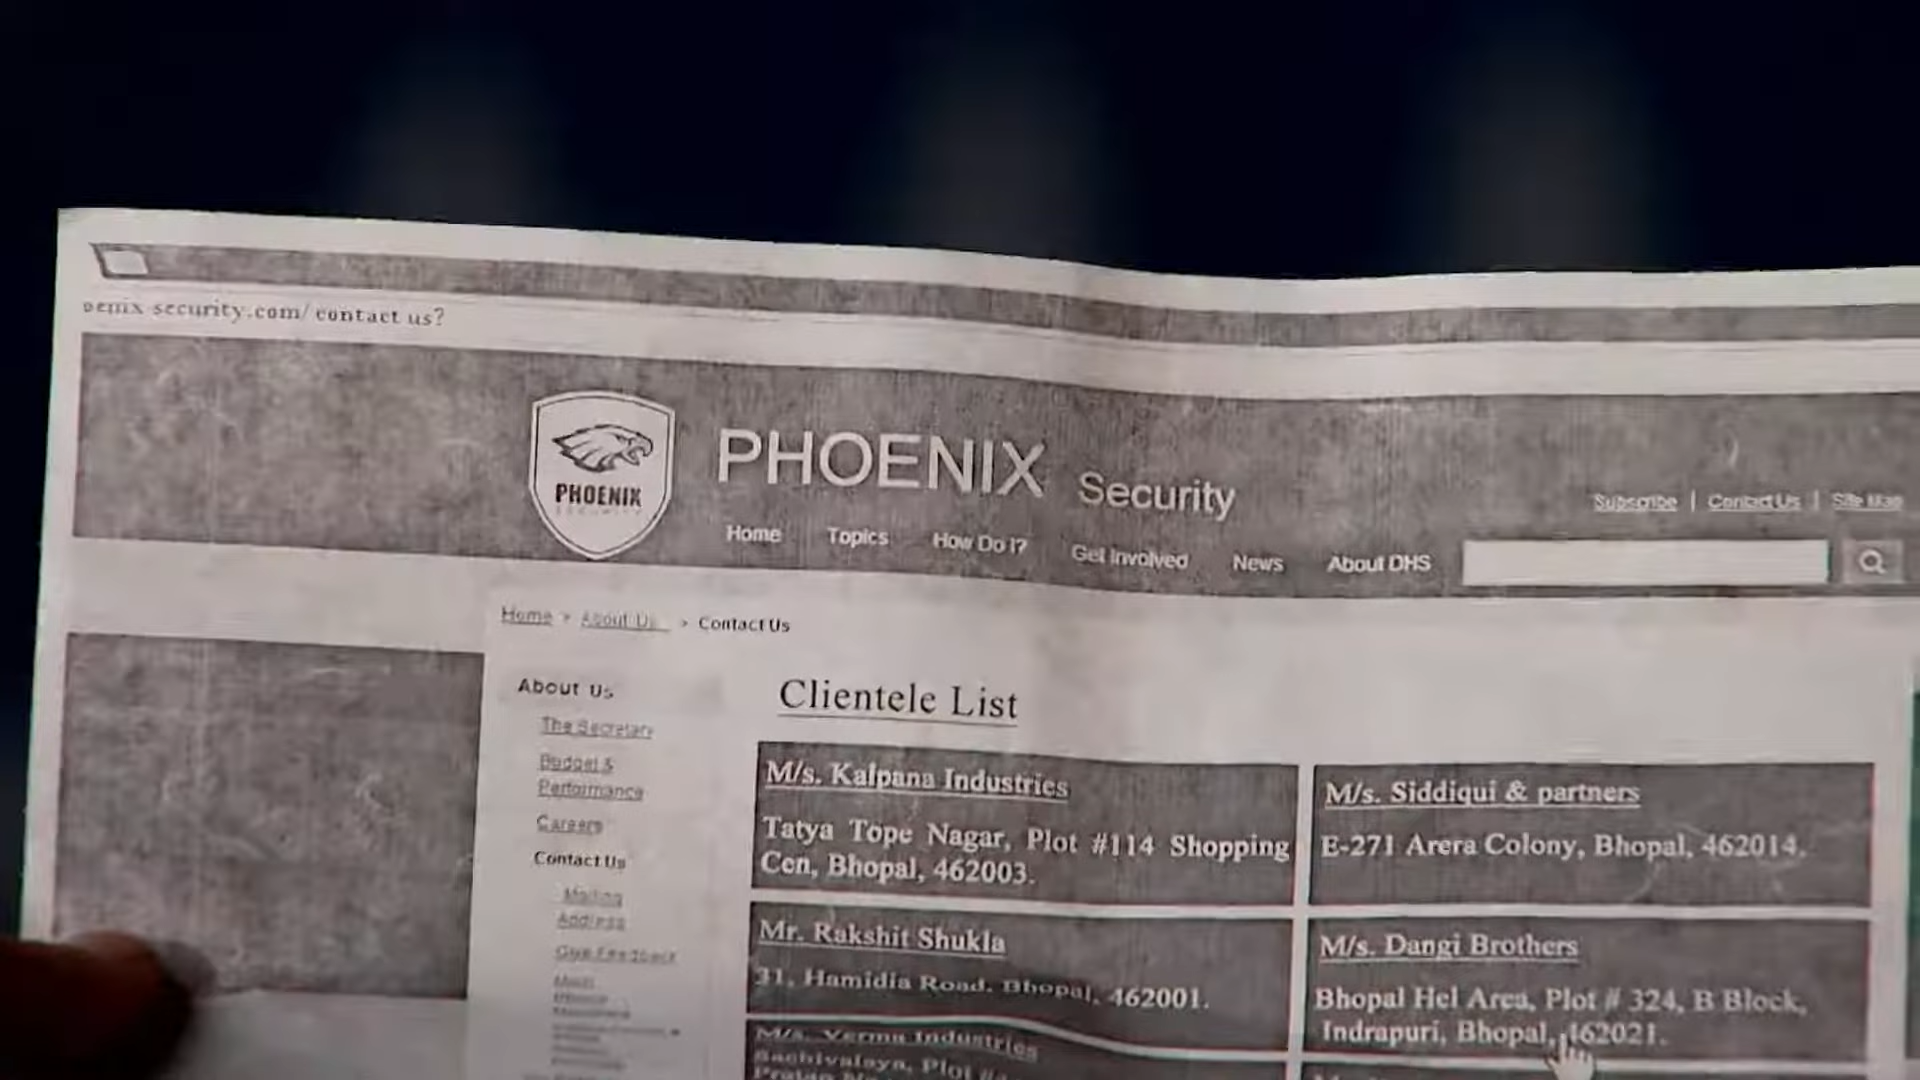 security.com/ contact us?
PHOENIX
PHOENIX Security
Subscribe | Contact Us | Site Map
Home Topics How Do I? Get Involved News About DHS
Home > About Us > Contact Us
About Us
The Secretary
Budget &
Performance
Careers
Contact Us
Mailing
Address
Give Feedback
Clientele List
M/s. Kalpana Industries
Tatya Tope Nagar, Plot #114 Shopping
Cen, Bhopal, 462003.
M/s. Siddiqui & partners
E-271 Arera Colony, Bhopal, 462014.
Mr. Rakshit Shukla
31, Hamidia Road, Bhopal, 462001.
M/s. Dangi Brothers
Bhopal Hel Area, Plot # 324, B Block,
Indrapuri, Bhopal, 462021.
M/s. Verma Industries
Sachivalaya, Plot